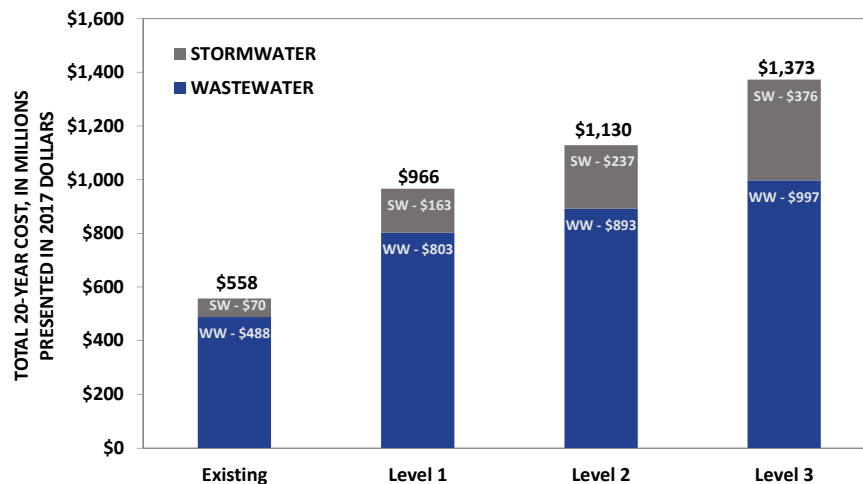 TOTAL 20-YEAR COST, IN MILLIONS
PRESENTED IN 2017 DOLLARS
$1,600
$1,400
$1,200
$1,000
$800
$600
$400
$200
$0
STORMWATER
WASTEWATER
$558
SW - $70
WW - $488
$966
SW - $163
WW - $803
$1,130
SW - $237
WW - $893
$1,373
SW - $376
WW - $997
Existing
Level 1
Level 2
Level 3